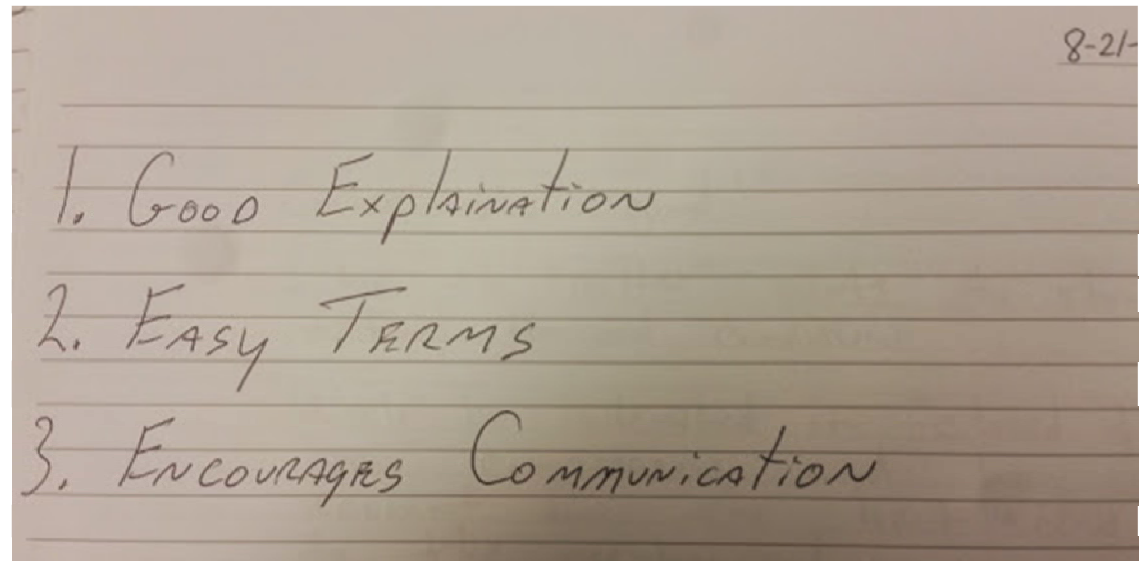 8-21-
1. Good Explaination
2. Easy Terms
3. Encourages Communication